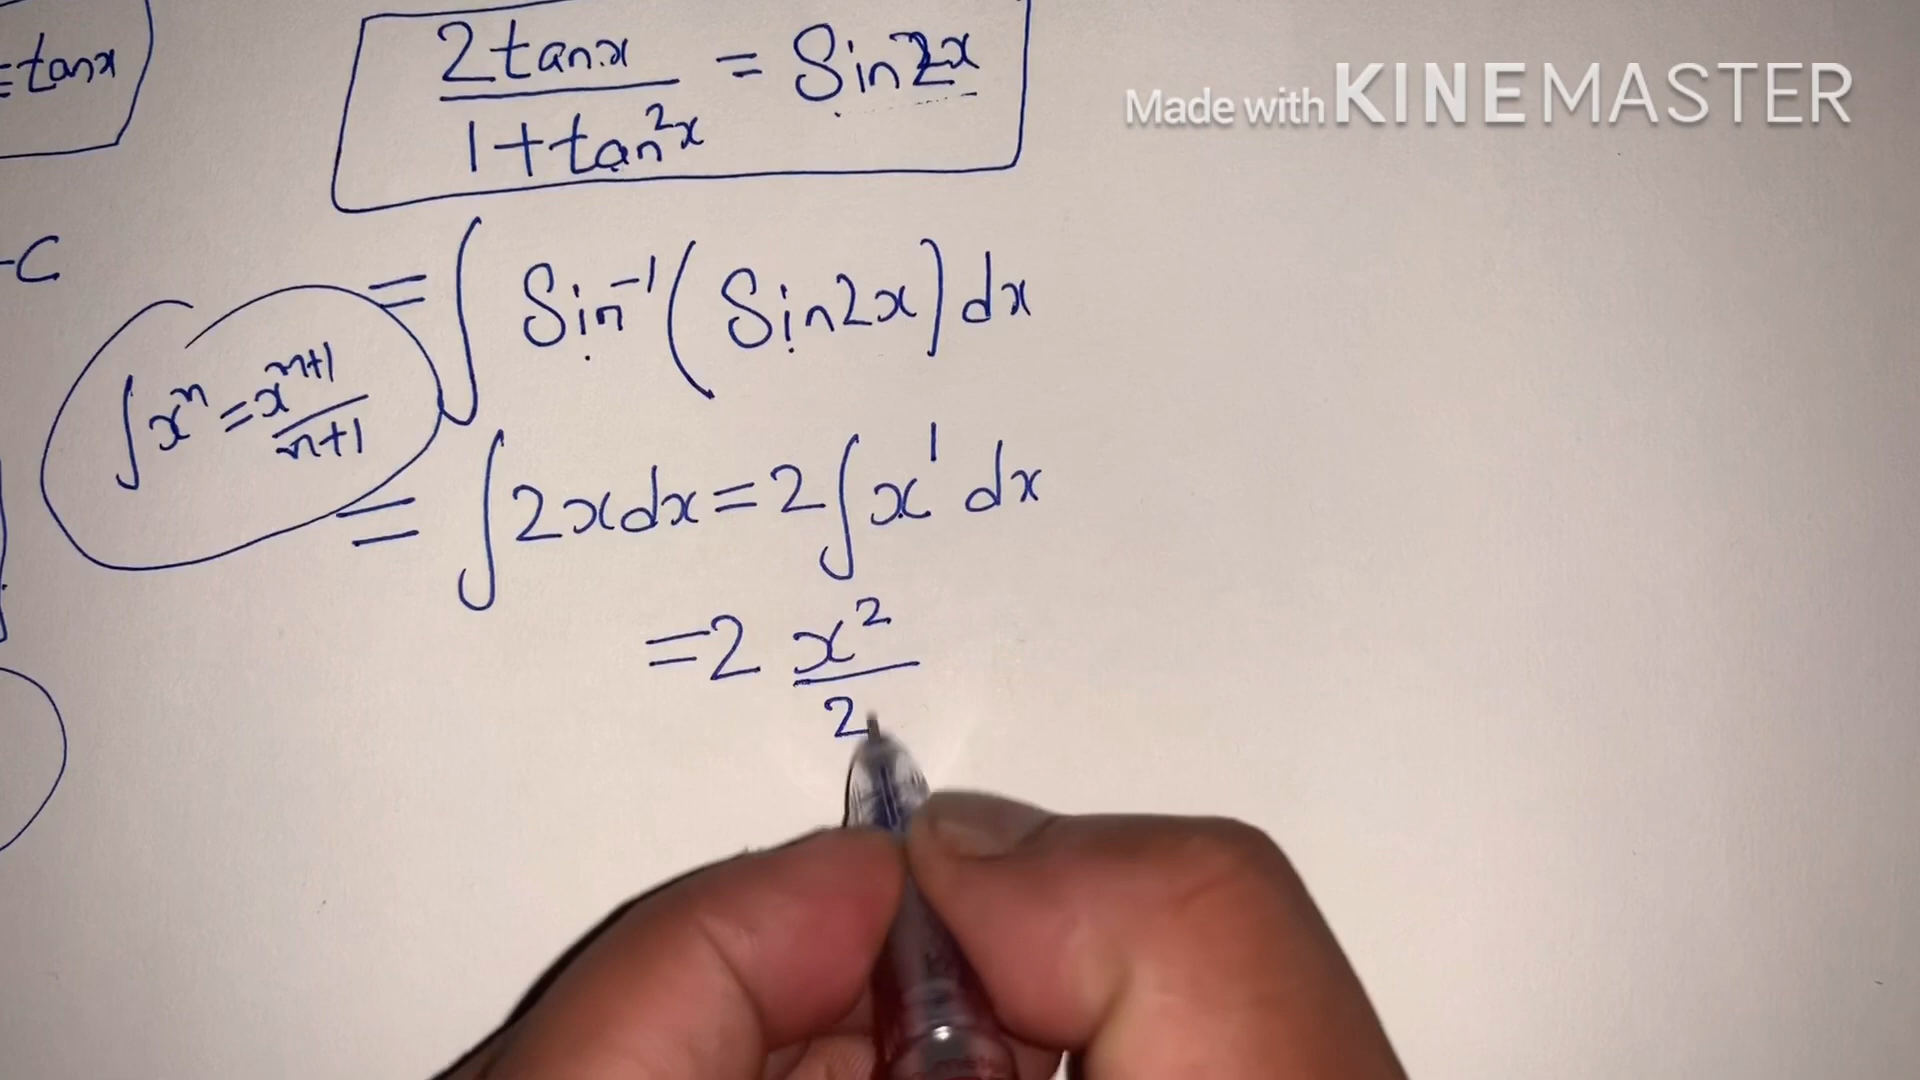 =tanx
2tanx / 1+tan²x = Sin2x
Made with KINEMASTER
-C
= ∫ Sin⁻¹(Sin2x)dx
∫xⁿ = xⁿ⁺¹ / n+1
= ∫2xdx = 2∫x¹ dx
= 2 x² / 2